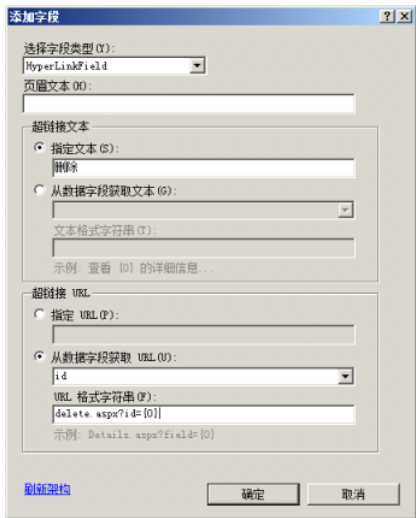 添加字段
选择字段类型(Y):
HyperLinkField
页眉文本(H):
超链接文本
指定文本(S):
删除
从数据字段获取文本(G):
文本格式字符串(T):
示例: 查看 {0} 的详细信息...
超链接 URL
指定 URL(P):
从数据字段获取 URL(U):
id
URL 格式字符串(F):
delete.aspx?id={0}
示例: Details.aspx?field={0}
刷新架构
确定 取消